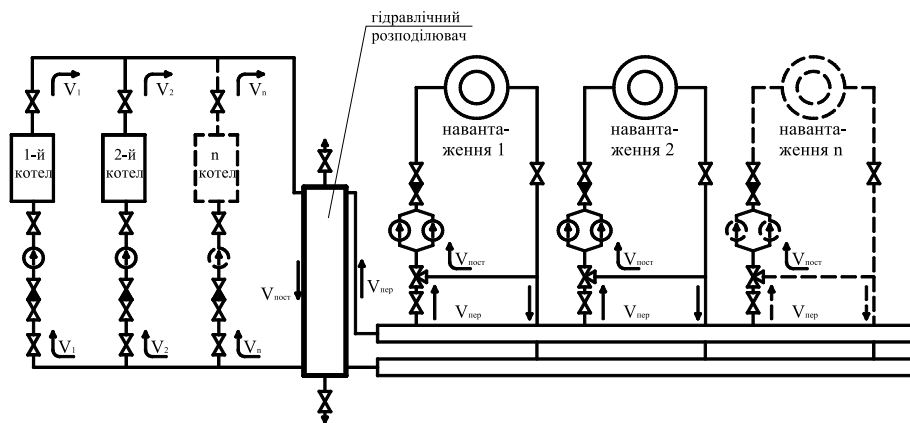 гідравлічний
розподілювач
V₁
V₂
Vₙ
1-й
котел
2-й
котел
n
котел
наванта-
ження 1
наванта-
ження 2
наванта-
ження n
Vпост
Vпер
Vпост
Vпост
Vпост
Vпер
Vпер
Vпер
V₁
V₂
Vₙ